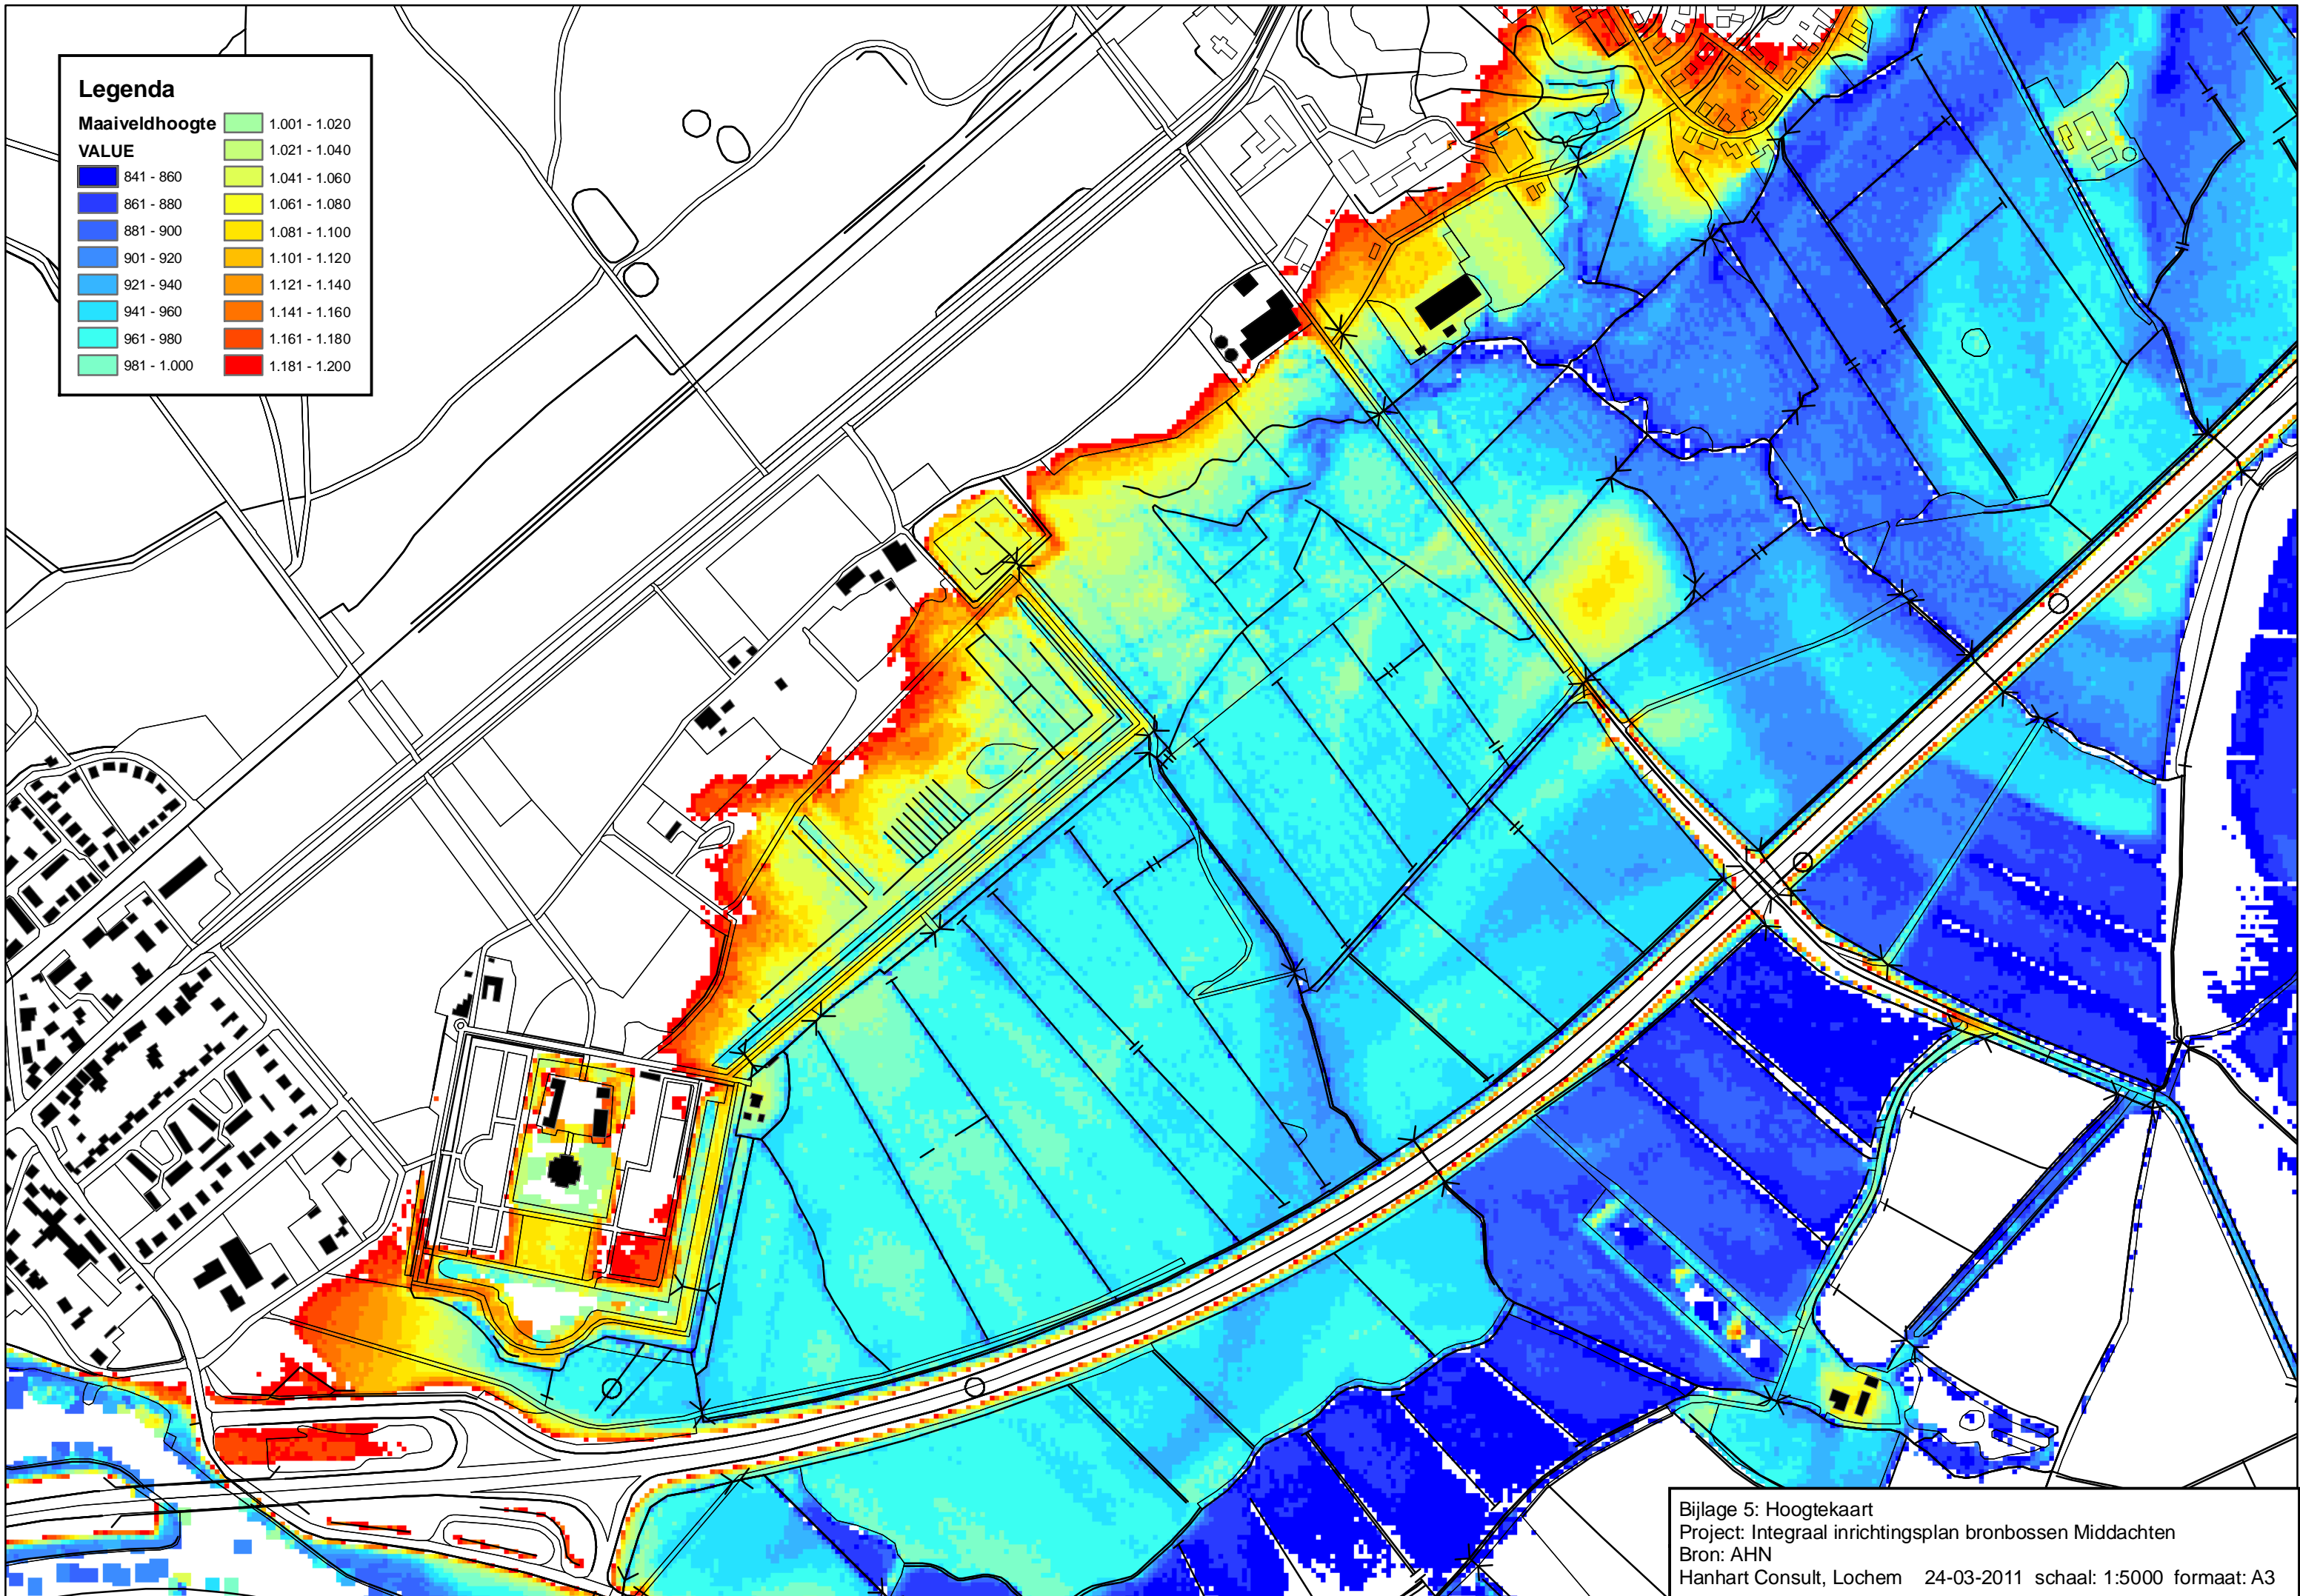 Legenda
Maaiveldhoogte
VALUE
841 - 860
861 - 880
881 - 900
901 - 920
921 - 940
941 - 960
961 - 980
981 - 1.000
1.001 - 1.020
1.021 - 1.040
1.041 - 1.060
1.061 - 1.080
1.081 - 1.100
1.101 - 1.120
1.121 - 1.140
1.141 - 1.160
1.161 - 1.180
1.181 - 1.200
Bijlage 5: Hoogtekaart
Project: Integraal inrichtingsplan bronbossen Middachten
Bron: AHN
Hanhart Consult, Lochem 24-03-2011 schaal: 1:5000 formaat: A3